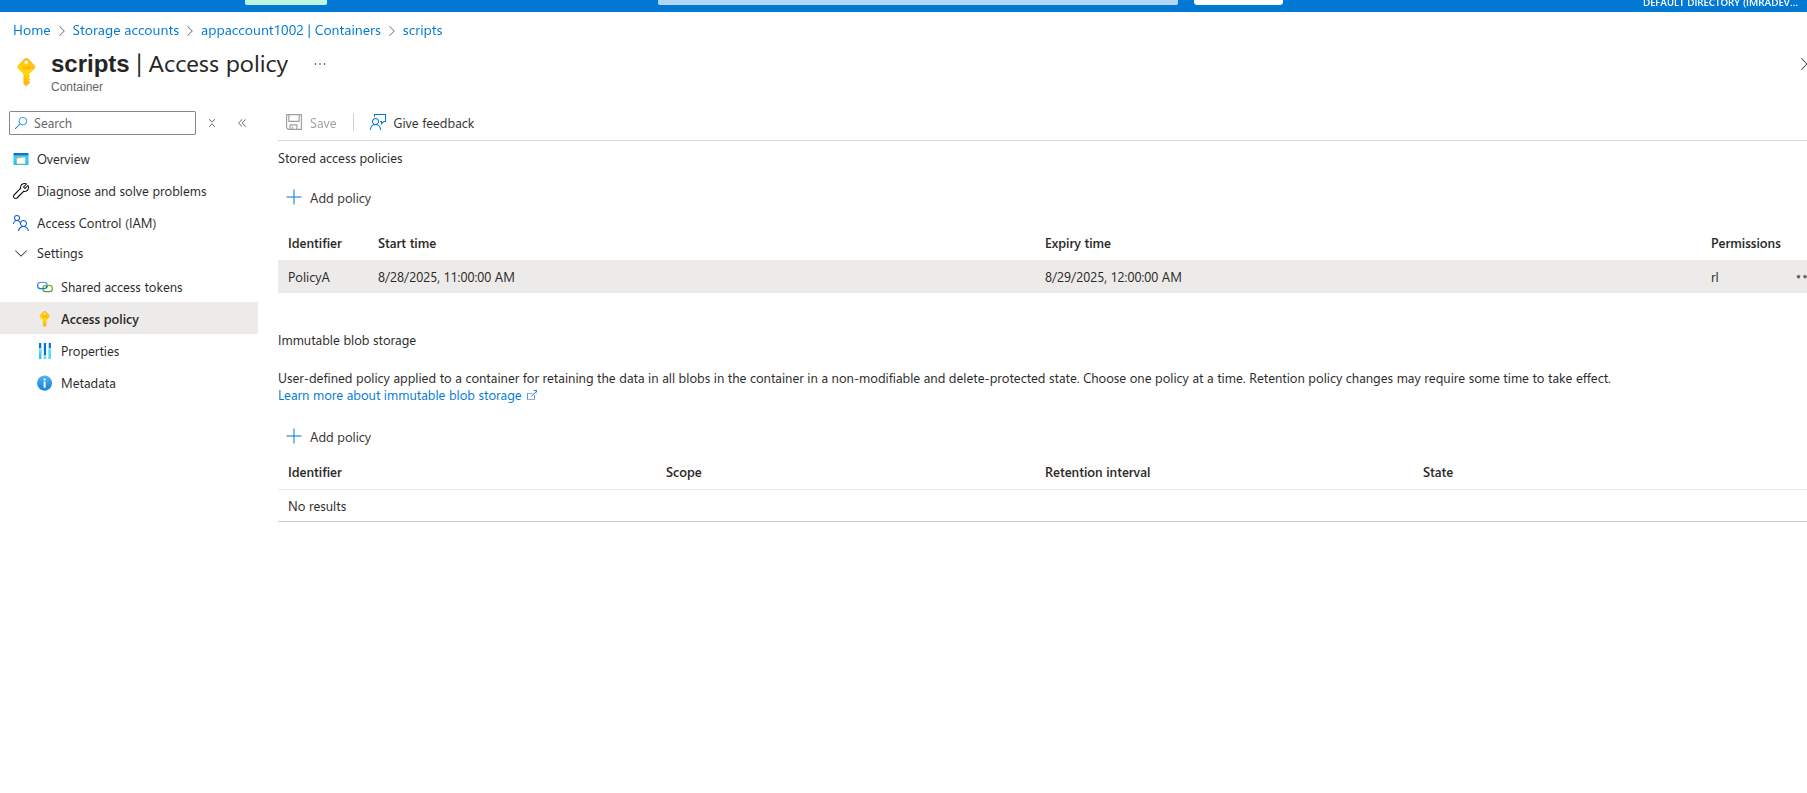 DEFAULT DIRECTORY (IMRADEV...
Home > Storage accounts > appaccount1002 | Containers > scripts
scripts | Access policy ...
Container
Search
Save
Give feedback
Overview
Diagnose and solve problems
Access Control (IAM)
Settings
Shared access tokens
Access policy
Properties
Metadata
Stored access policies
Add policy
Identifier Start time Expiry time Permissions
PolicyA 8/28/2025, 11:00:00 AM 8/29/2025, 12:00:00 AM rl
Immutable blob storage
User-defined policy applied to a container for retaining the data in all blobs in the container in a non-modifiable and delete-protected state. Choose one policy at a time. Retention policy changes may require some time to take effect.
Learn more about immutable blob storage
Add policy
Identifier Scope Retention interval State
No results